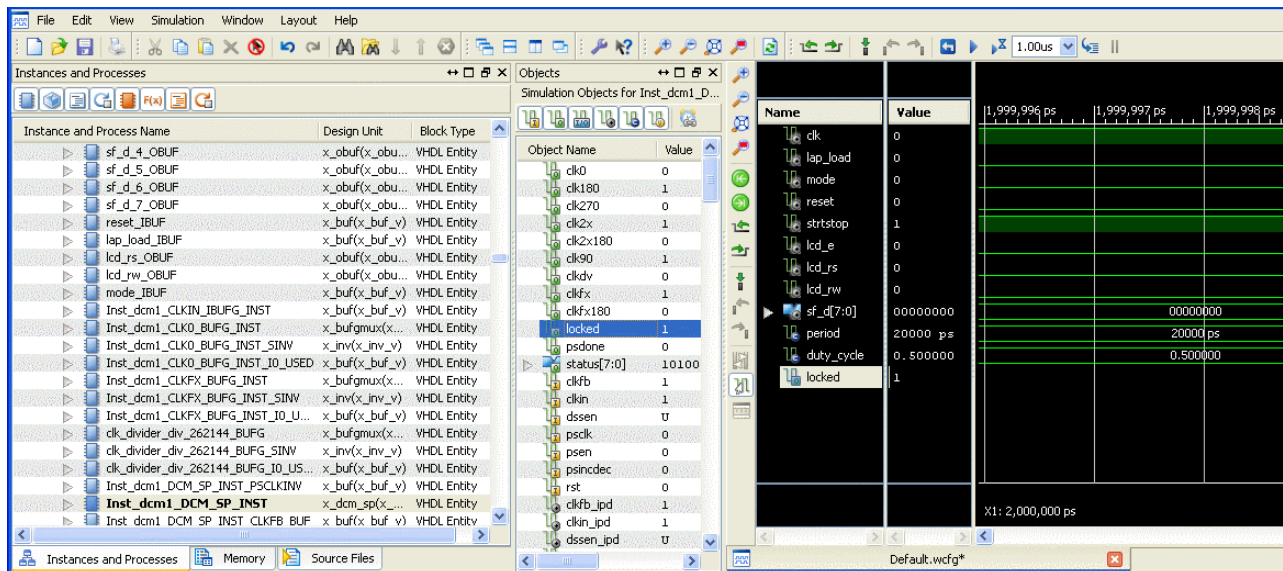 File Edit View Simulation Window Layout Help
1.00us
Instances and Processes
F(x)
Instance and Process Name Design Unit Block Type
sf_d_4_OBUF x_obuf(x_obu... VHDL Entity
sf_d_5_OBUF x_obuf(x_obu... VHDL Entity
sf_d_6_OBUF x_obuf(x_obu... VHDL Entity
sf_d_7_OBUF x_obuf(x_obu... VHDL Entity
reset_IBUF x_buf(x_buf_v) VHDL Entity
lap_load_IBUF x_buf(x_buf_v) VHDL Entity
lcd_rs_OBUF x_obuf(x_obu... VHDL Entity
lcd_rw_OBUF x_obuf(x_obu... VHDL Entity
mode_IBUF x_buf(x_buf_v) VHDL Entity
Inst_dcm1_CLKIN_IBUFG_INST x_buf(x_buf_v) VHDL Entity
Inst_dcm1_CLK0_BUFG_INST x_bufgmux(x... VHDL Entity
Inst_dcm1_CLK0_BUFG_INST_SINV x_inv(x_inv_v) VHDL Entity
Inst_dcm1_CLK0_BUFG_INST_I0_USED x_buf(x_buf_v) VHDL Entity
Inst_dcm1_CLKFX_BUFG_INST x_bufgmux(x... VHDL Entity
Inst_dcm1_CLKFX_BUFG_INST_SINV x_inv(x_inv_v) VHDL Entity
Inst_dcm1_CLKFX_BUFG_INST_I0_U... x_buf(x_buf_v) VHDL Entity
clk_divider_div_262144_BUFG x_bufgmux(x... VHDL Entity
clk_divider_div_262144_BUFG_SINV x_inv(x_inv_v) VHDL Entity
clk_divider_div_262144_BUFG_I0_US... x_buf(x_buf_v) VHDL Entity
Inst_dcm1_DCM_SP_INST_PSCLKINV x_buf(x_buf_v) VHDL Entity
Inst_dcm1_DCM_SP_INST x_dcm_sp(x_... VHDL Entity
Inst_dcm1_DCM_SP_INST_CLKFB_BUF x_buf(x_buf_v) VHDL Entity
Instances and Processes Memory Source Files
Objects
Simulation Objects for Inst_dcm1_D...
Object Name Value
clk0 0
clk180 1
clk270 0
clk2x 1
clk2x180 0
clk90 1
clkdv 0
clkfx 1
clkfx180 0
locked 1
psdone 0
status[7:0] 10100
clkfb 1
clkin 1
dssen U
psclk 0
psen 0
psincdec 0
rst 0
clkfb_ipd 1
clkin_ipd 1
dssen_ipd U
Name Value
clk 0
lap_load 0
mode 0
reset 0
strtstop 1
lcd_e 0
lcd_rs 0
lcd_rw 0
sf_d[7:0] 00000000
period 20000 ps
duty_cycle 0.500000
locked 1
1,999,996 ps 1,999,997 ps 1,999,998 ps
00000000
20000 ps
0.500000
X1: 2,000,000 ps
Default.wcfg*